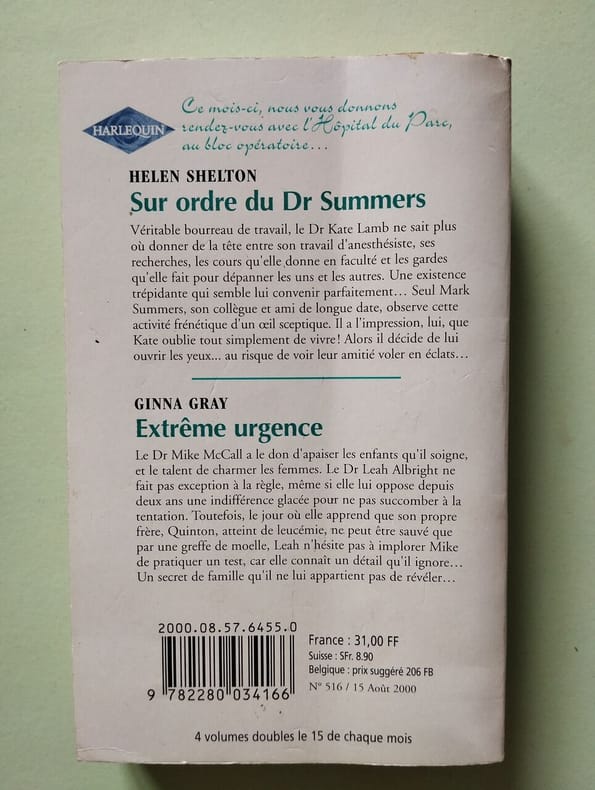 HARLEQUIN
Ce mois-ci, nous vous donnons
rendez-vous avec l'Hôpital du Parc,
au bloc opératoire...
HELEN SHELTON
Sur ordre du Dr Summers
Véritable bourreau de travail, le Dr Kate Lamb ne sait plus
où donner de la tête entre son travail d'anesthésiste, ses
recherches, les cours qu'elle donne en faculté et les gardes
qu'elle fait pour dépanner les uns et les autres. Une existence
trépidante qui semble lui convenir parfaitement... Seul Mark
Summers, son collègue et ami de longue date, observe cette
activité frénétique d'un œil sceptique. Il a l'impression, lui, que
Kate oublie tout simplement de vivre! Alors il décide de lui
ouvrir les yeux... au risque de voir leur amitié voler en éclats...
GINNA GRAY
Extrême urgence
Le Dr Mike McCall a le don d'apaiser les enfants qu'il soigne,
et le talent de charmer les femmes. Le Dr Leah Albright ne
fait pas exception à la règle, même si elle lui oppose depuis
deux ans une indifférence glacée pour ne pas succomber à la
tentation. Toutefois, le jour où elle apprend que son propre
frère, Quinton, atteint de leucémie, ne peut être sauvé que
par une greffe de moelle, Leah n'hésite pas à implorer Mike
de pratiquer un test, car elle connaît un détail qu'il ignore...
Un secret de famille qu'il ne lui appartient pas de révéler...
2000.08.57.6455.0
9 782280 034166
France : 31,00 FF
Suisse : SFr. 8.90
Belgique : prix suggéré 206 FB
N° 516 / 15 Août 2000
4 volumes doubles le 15 de chaque mois